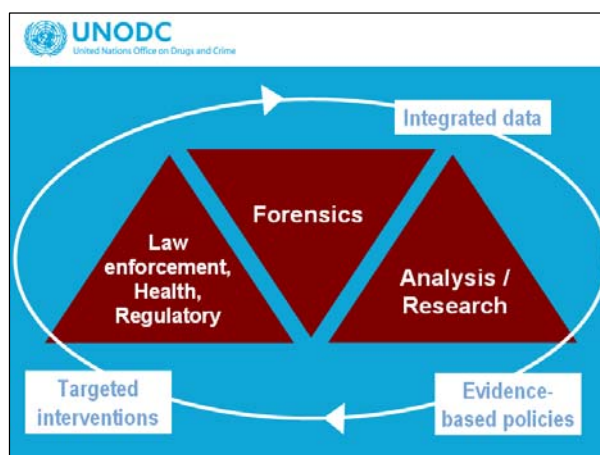 UNODC
United Nations Office on Drugs and Crime
Integrated data
Forensics
Law
enforcement,
Health,
Regulatory
Analysis /
Research
Targeted
interventions
Evidence-
based policies